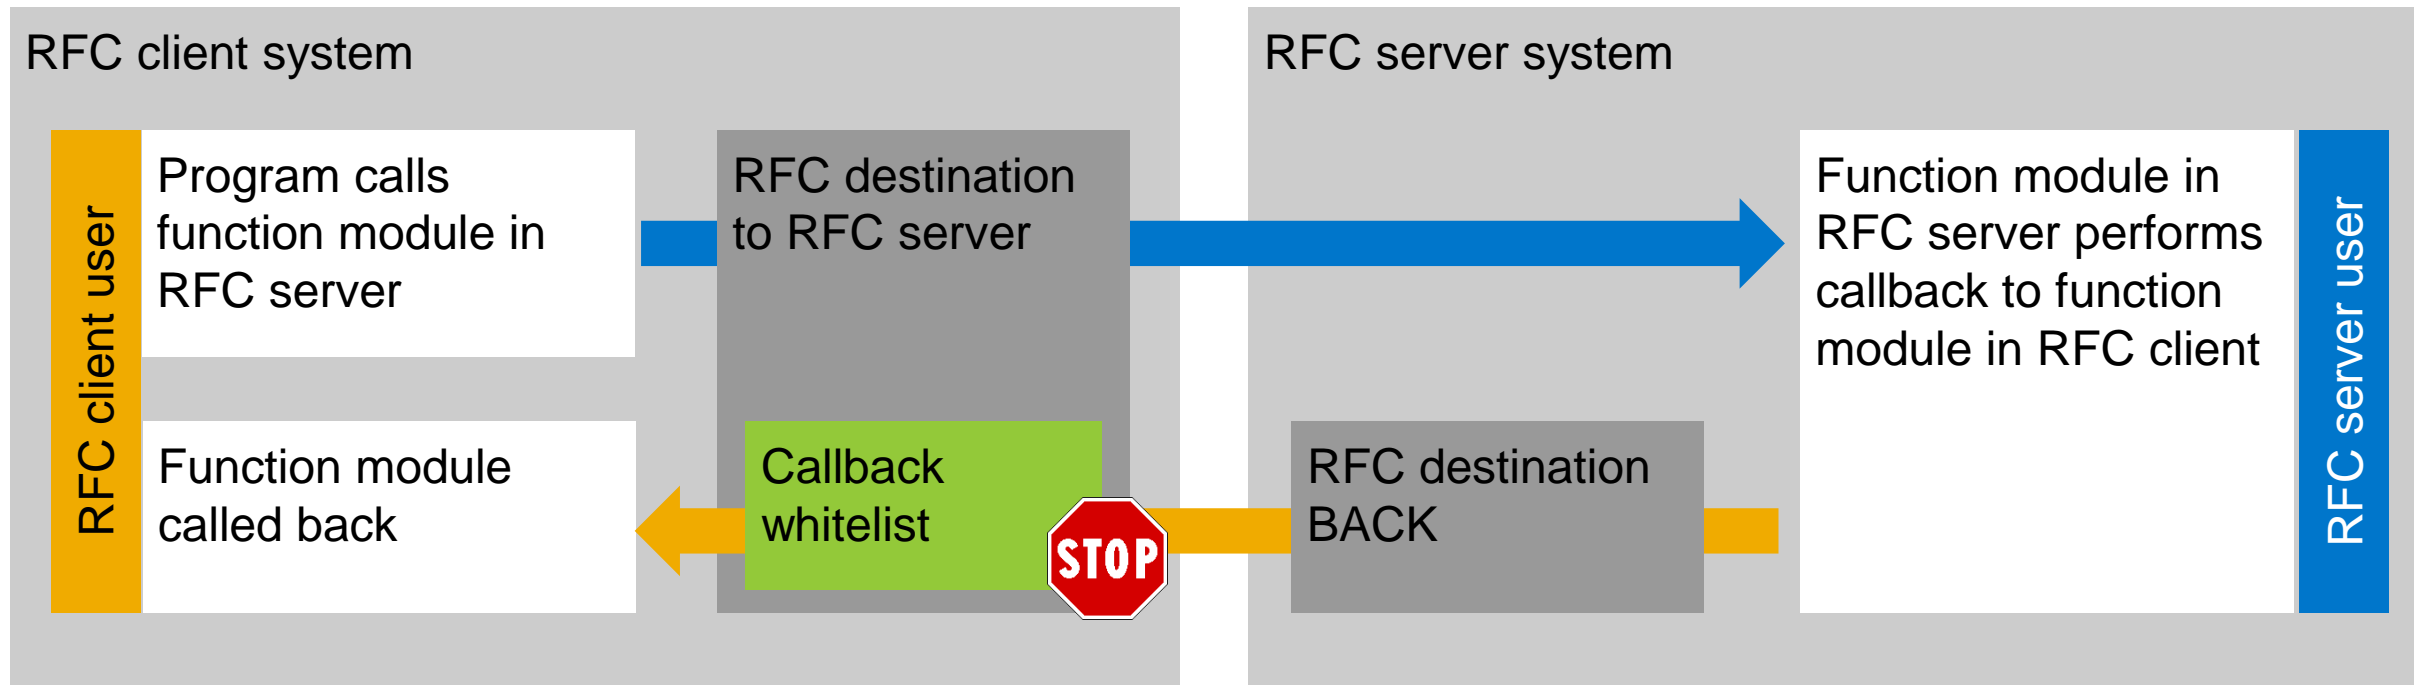 RFC client system
RFC client user
Program calls
function module in
RFC server
RFC destination
to RFC server
Function module
called back
Callback
whitelist
STOP
RFC server system
RFC destination
BACK
Function module in
RFC server performs
callback to function
module in RFC client
RFC server user